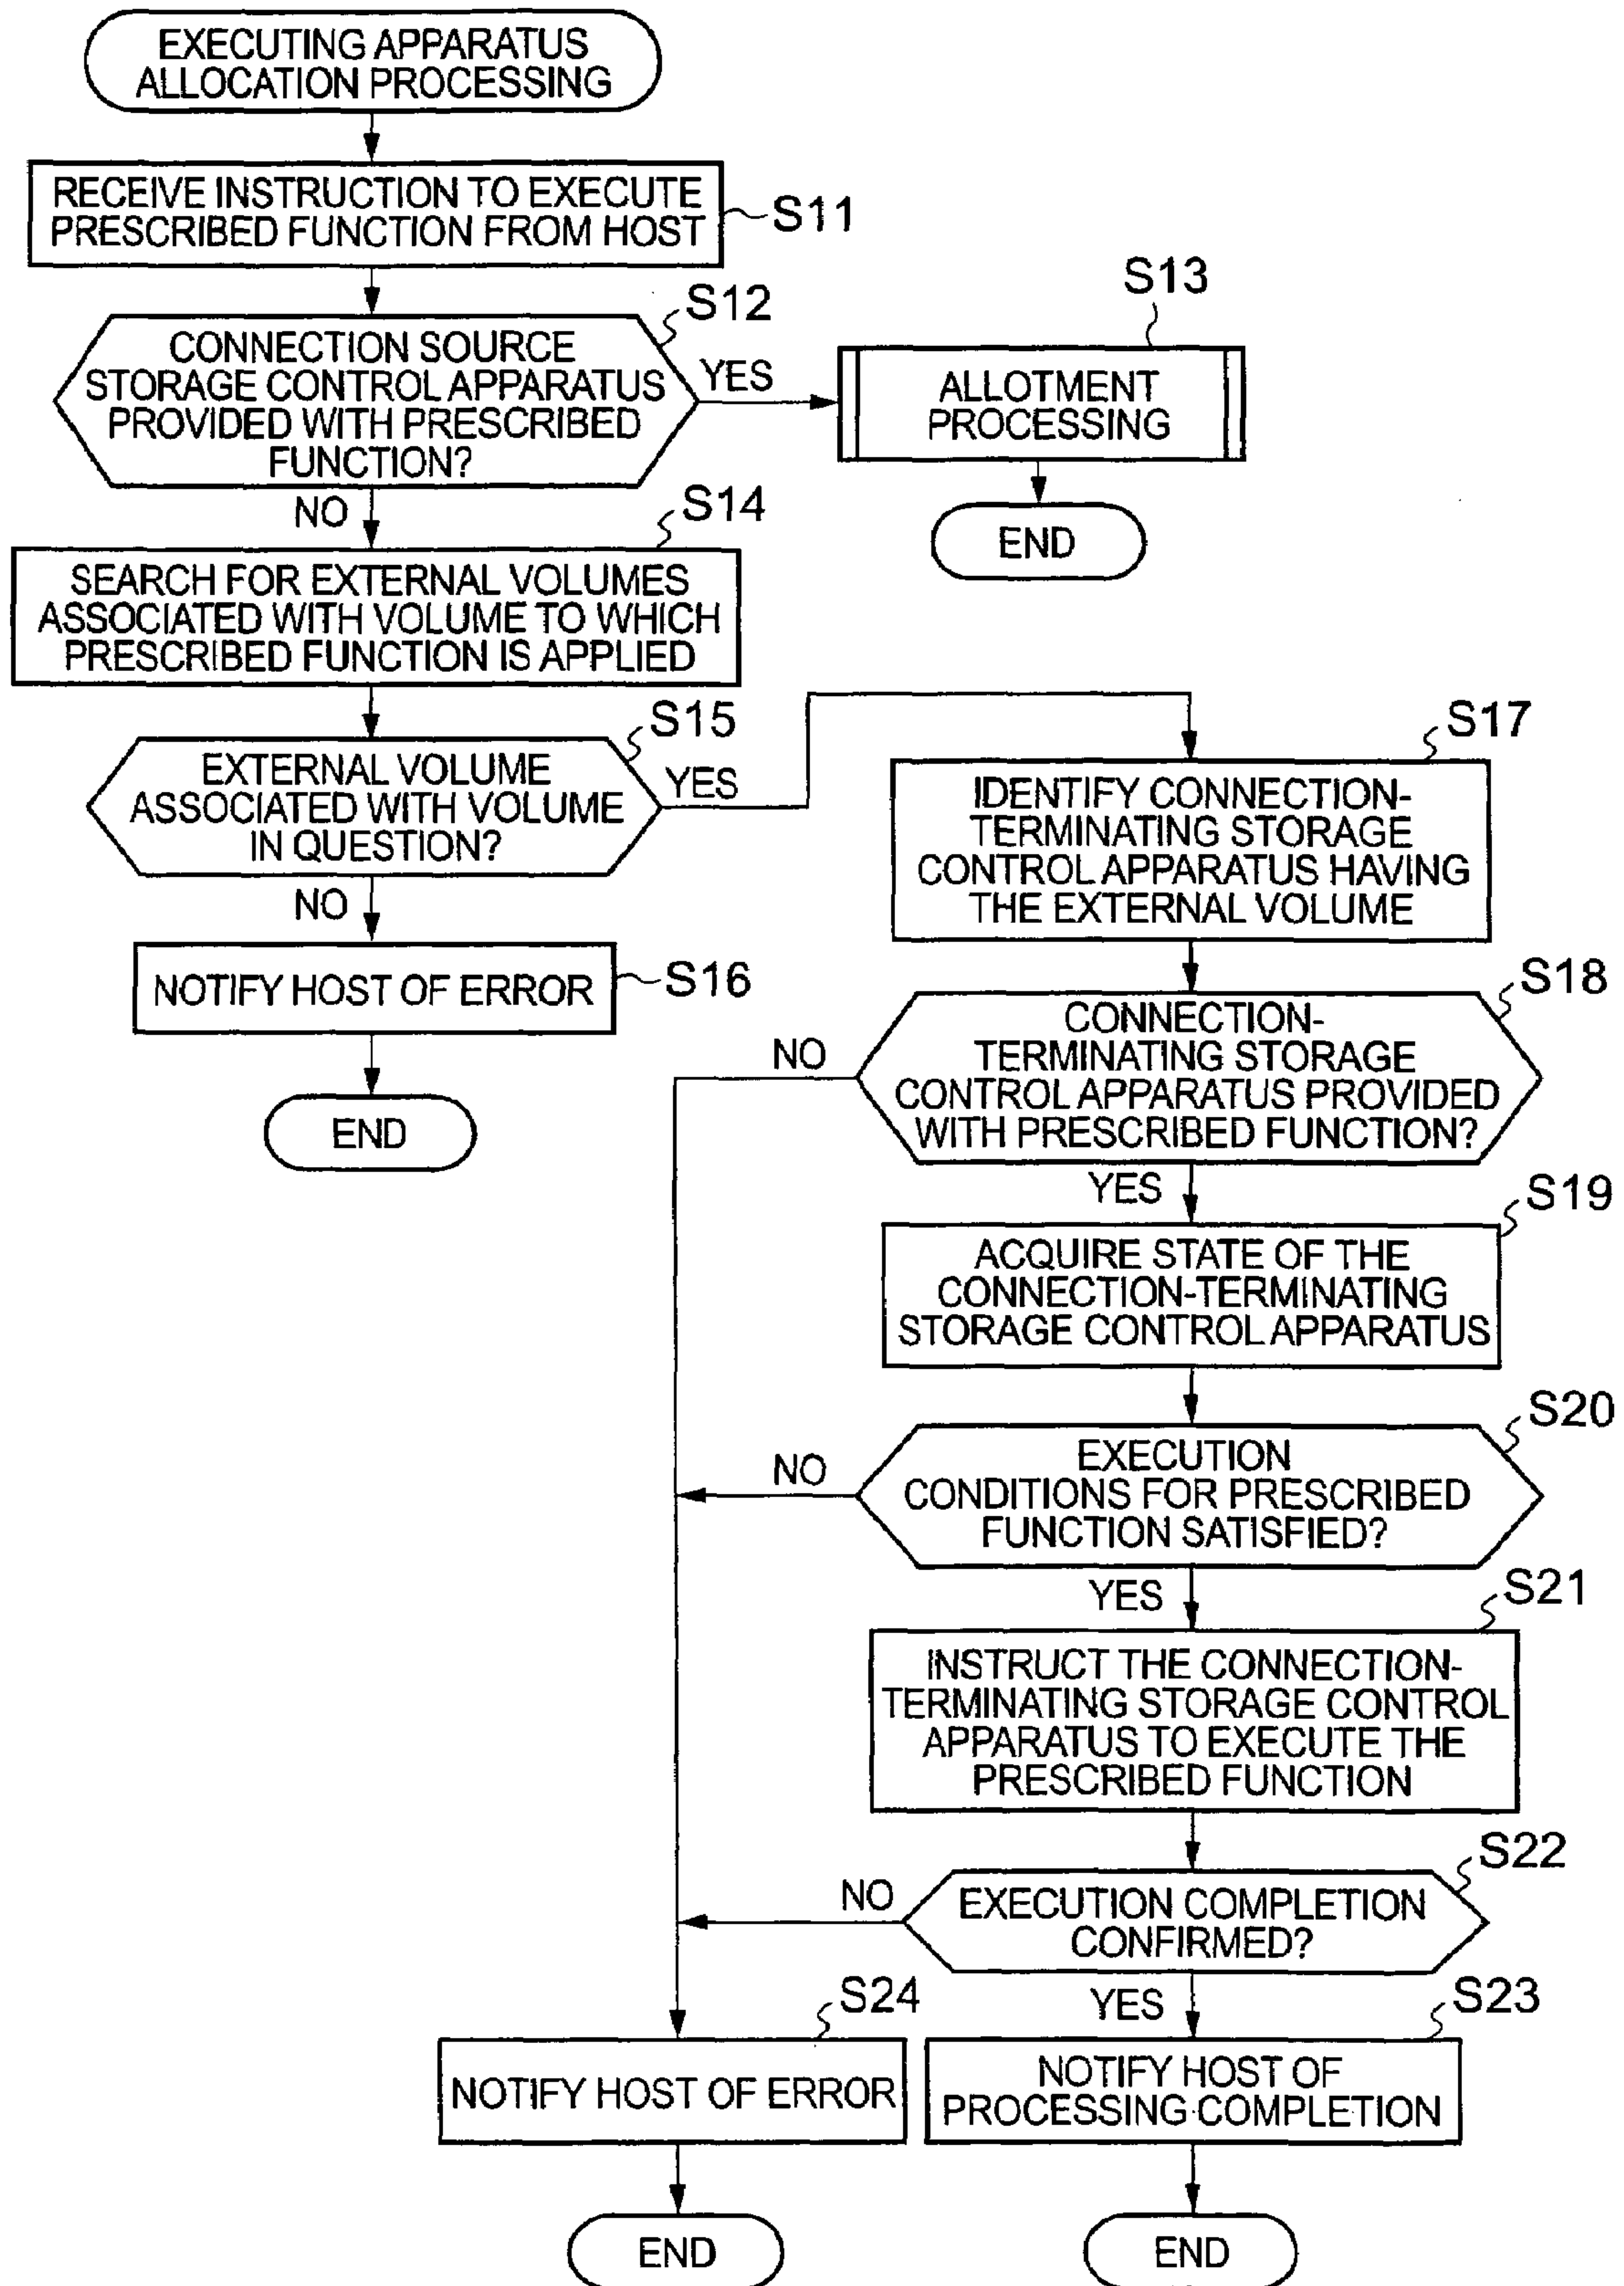 EXECUTING APPARATUS
ALLOCATION PROCESSING
RECEIVE INSTRUCTION TO EXECUTE
PRESCRIBED FUNCTION FROM HOST
S11
S12
CONNECTION SOURCE
STORAGE CONTROL APPARATUS
PROVIDED WITH PRESCRIBED
FUNCTION?
YES
S13
ALLOTMENT
PROCESSING
END
NO
S14
SEARCH FOR EXTERNAL VOLUMES
ASSOCIATED WITH VOLUME TO WHICH
PRESCRIBED FUNCTION IS APPLIED
S15
EXTERNAL VOLUME
ASSOCIATED WITH VOLUME
IN QUESTION?
YES
NO
NOTIFY HOST OF ERROR
S16
END
S17
IDENTIFY CONNECTION-
TERMINATING STORAGE
CONTROL APPARATUS HAVING
THE EXTERNAL VOLUME
S18
CONNECTION-
TERMINATING STORAGE
CONTROL APPARATUS PROVIDED
WITH PRESCRIBED FUNCTION?
NO
YES
S19
ACQUIRE STATE OF THE
CONNECTION-TERMINATING
STORAGE CONTROL APPARATUS
S20
EXECUTION
CONDITIONS FOR PRESCRIBED
FUNCTION SATISFIED?
NO
YES
S21
INSTRUCT THE CONNECTION-
TERMINATING STORAGE CONTROL
APPARATUS TO EXECUTE THE
PRESCRIBED FUNCTION
S22
EXECUTION COMPLETION
CONFIRMED?
NO
YES
S24
NOTIFY HOST OF ERROR
END
S23
NOTIFY HOST OF
PROCESSING COMPLETION
END